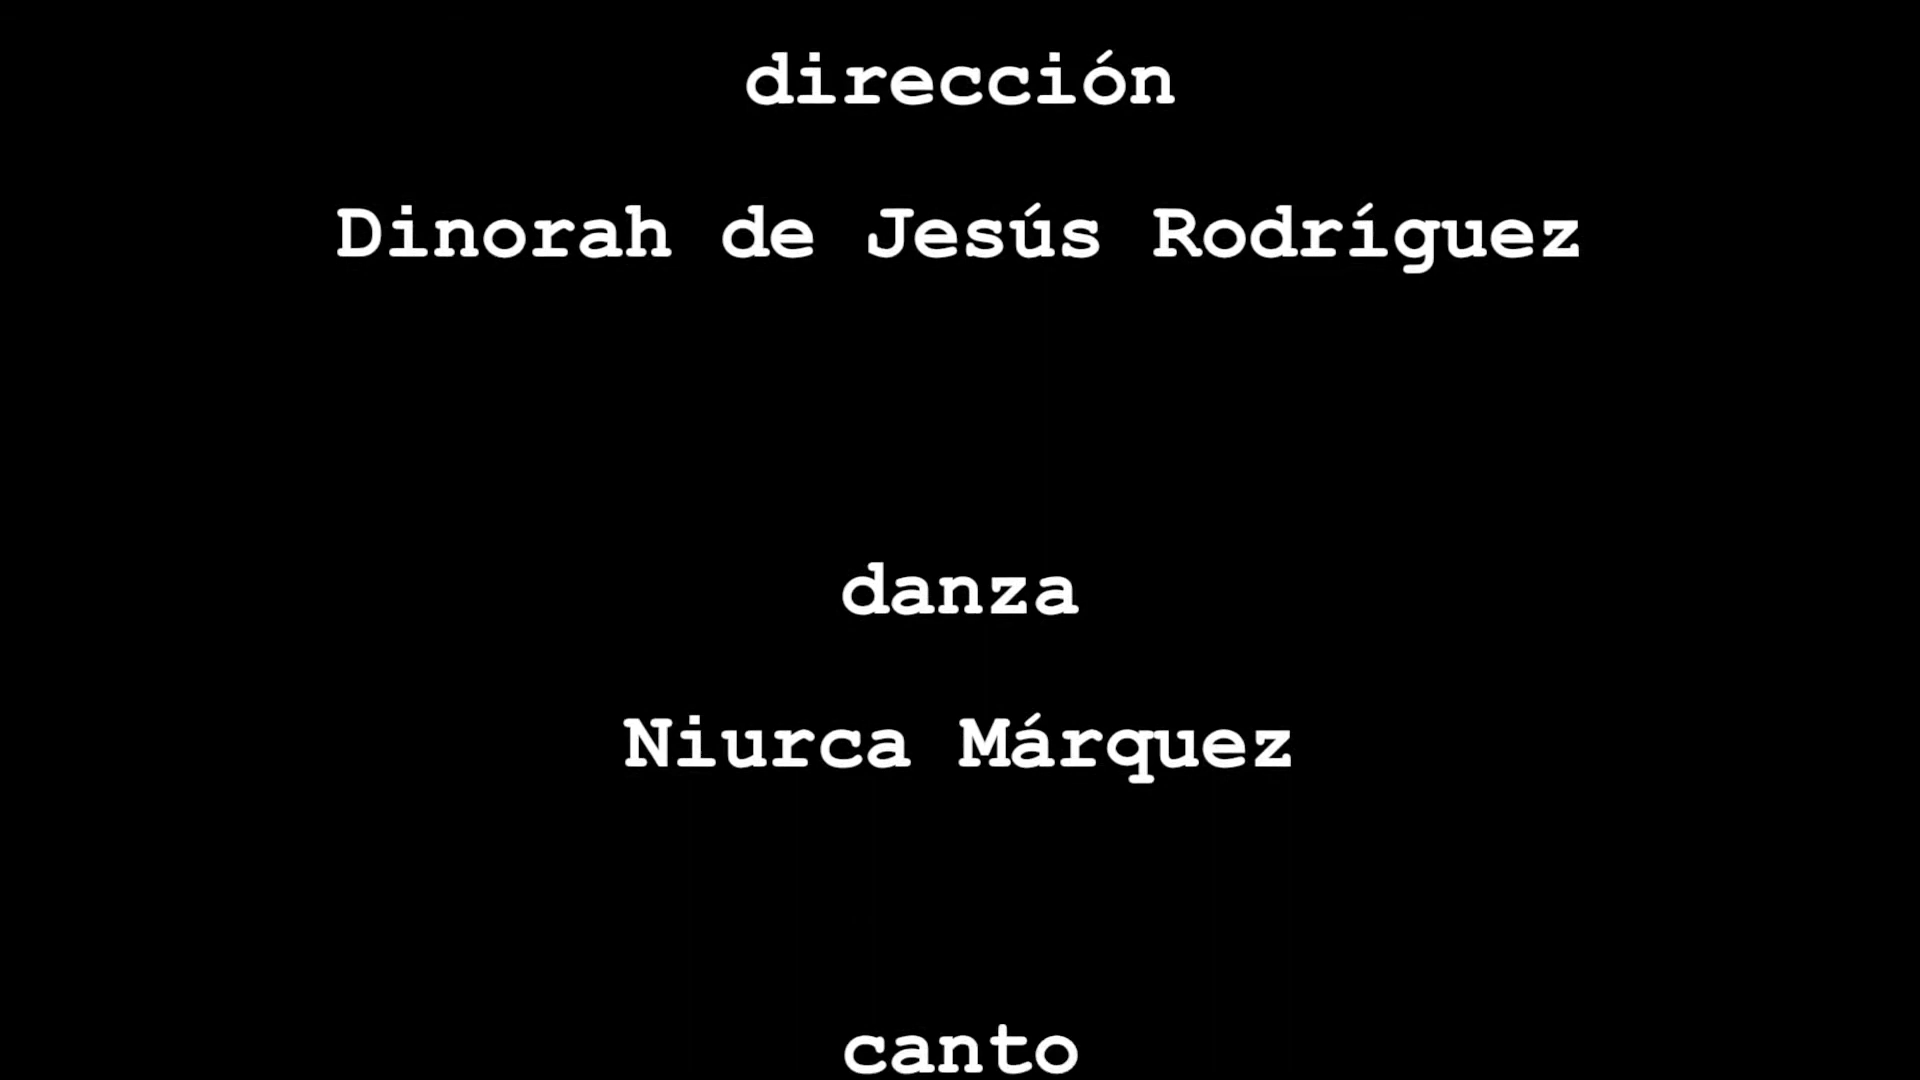 dirección
Dinorah de Jesús Rodríguez
danza
Niurca Márquez
canto